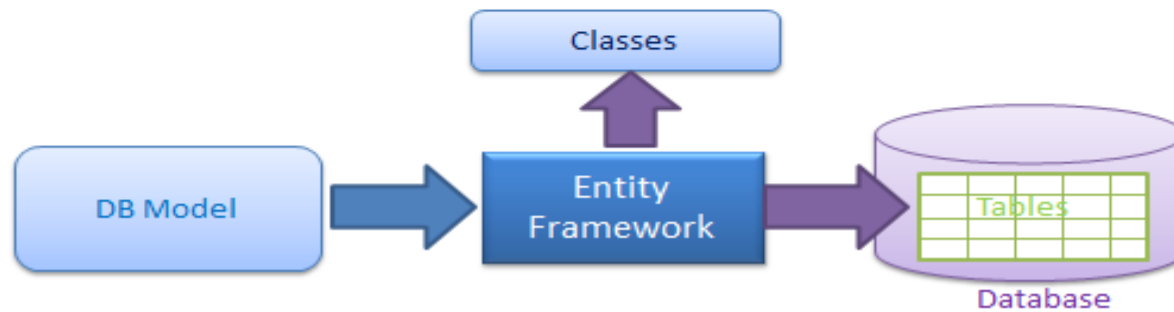 Classes
DB Model
Entity
Framework
Tables
Database